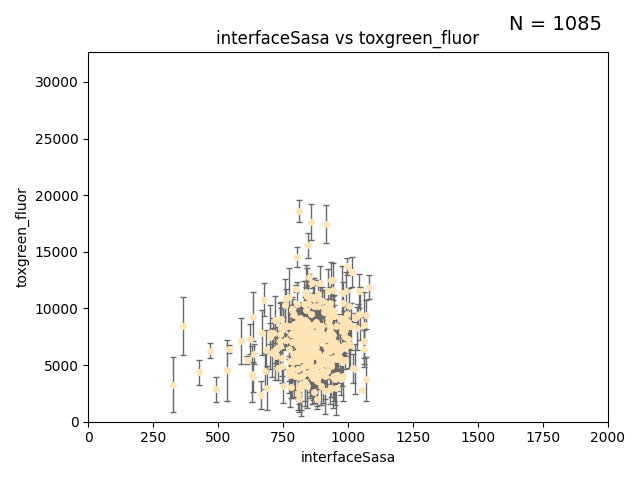 N = 1085
interfaceSasa vs toxgreen_fluor
30000
25000
20000
15000
10000
5000
0
toxgreen_fluor
0 250 500 750 1000 1250 1500 1750 2000
interfaceSasa